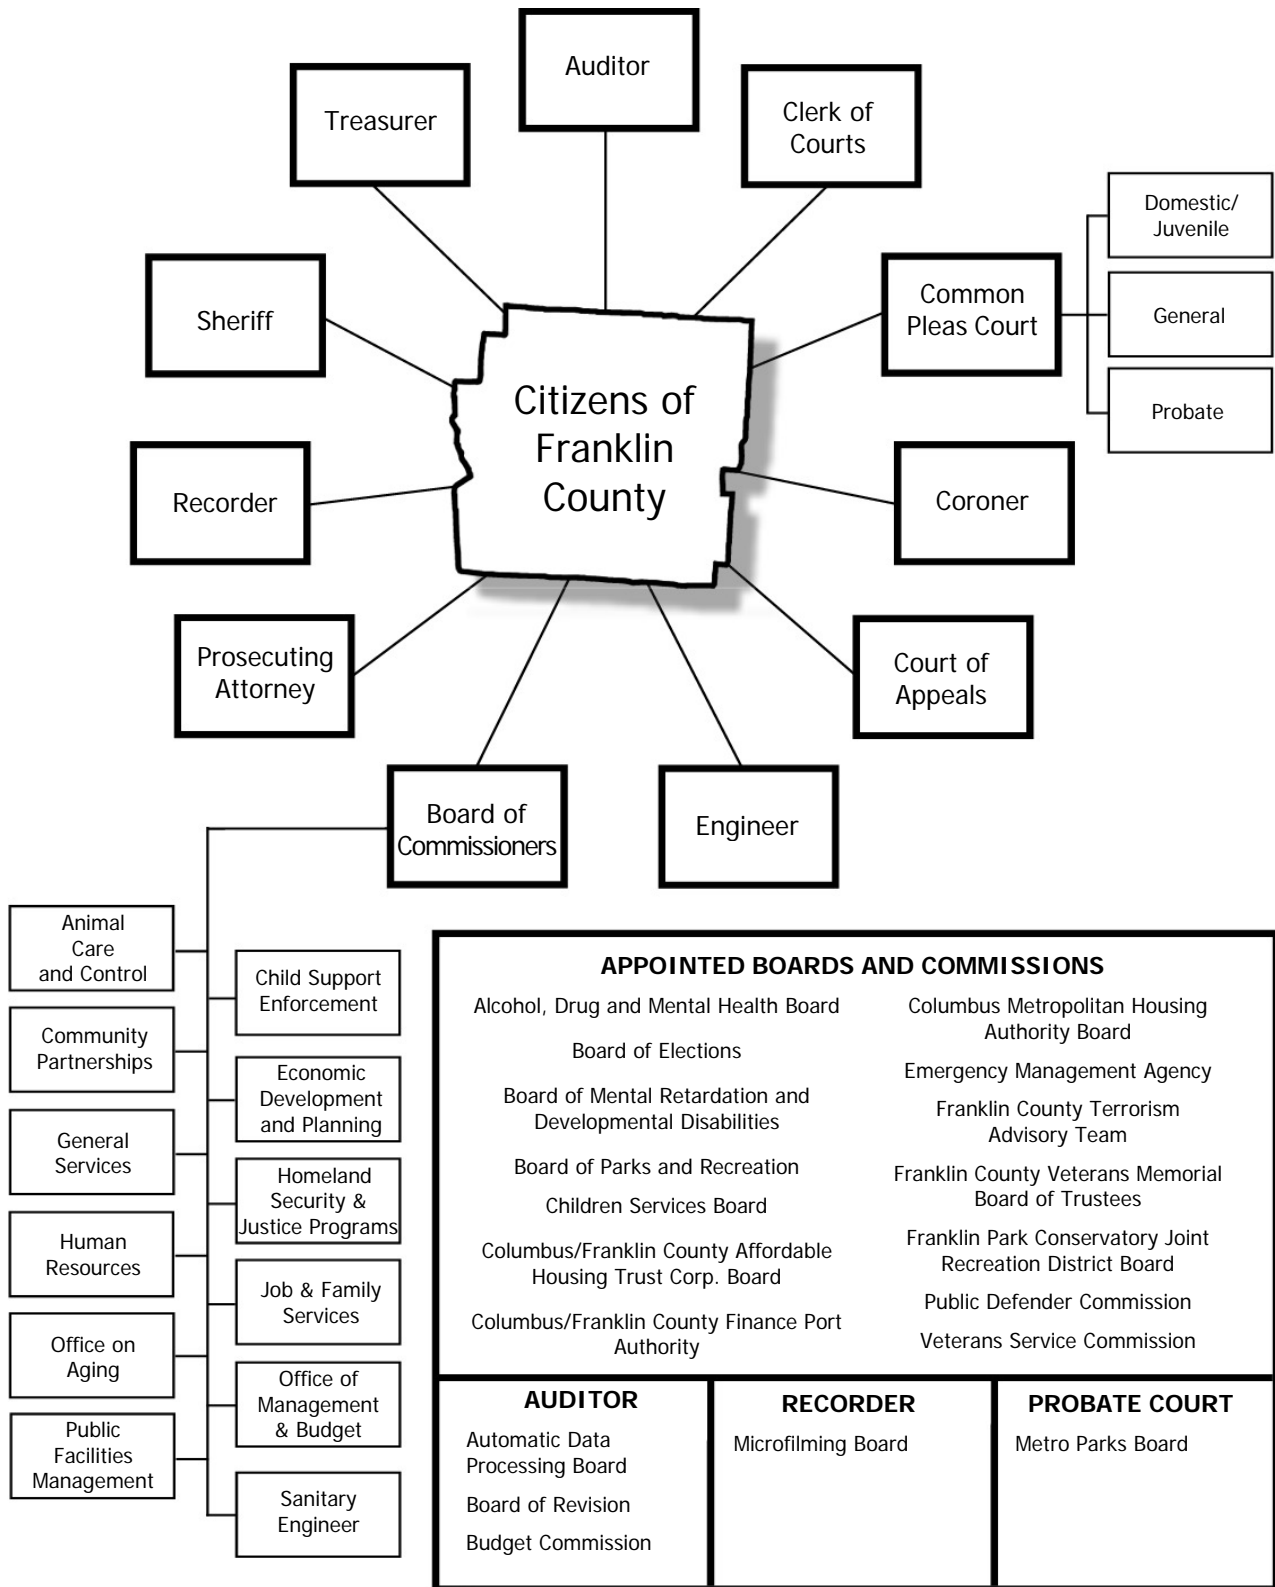 Auditor
Treasurer
Clerk of
Courts
Domestic/
Juvenile
Sheriff
Common
Pleas Court
General
Citizens of
Franklin
County
Probate
Recorder
Coroner
Prosecuting
Attorney
Court of
Appeals
Board of
Commissioners
Engineer
Animal
Care
and Control
Child Support
Enforcement
Community
Partnerships
Economic
Development
and Planning
General
Services
Homeland
Security &
Justice Programs
Human
Resources
Job & Family
Services
Office on
Aging
Office of
Management
& Budget
Public
Facilities
Management
Sanitary
Engineer
APPOINTED BOARDS AND COMMISSIONS
Alcohol, Drug and Mental Health Board
Board of Elections
Board of Mental Retardation and
Developmental Disabilities
Board of Parks and Recreation
Children Services Board
Columbus/Franklin County Affordable
Housing Trust Corp. Board
Columbus/Franklin County Finance Port
Authority
Columbus Metropolitan Housing
Authority Board
Emergency Management Agency
Franklin County Terrorism
Advisory Team
Franklin County Veterans Memorial
Board of Trustees
Franklin Park Conservatory Joint
Recreation District Board
Public Defender Commission
Veterans Service Commission
AUDITOR
Automatic Data
Processing Board
Board of Revision
Budget Commission
RECORDER
Microfilming Board
PROBATE COURT
Metro Parks Board